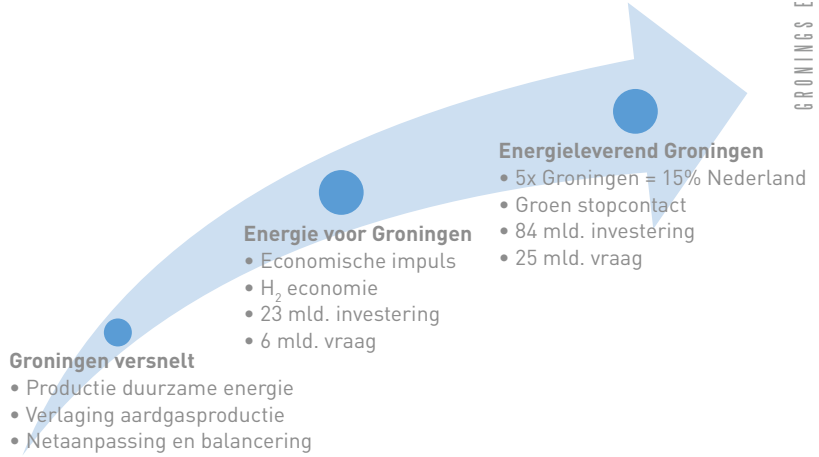 GRONINGS E
Energieleverend Groningen
• 5x Groningen = 15% Nederland
• Groen stopcontact
• 84 mld. investering
• 25 mld. vraag
Energie voor Groningen
• Economische impuls
• H₂ economie
• 23 mld. investering
• 6 mld. vraag
Groningen versnelt
• Productie duurzame energie
• Verlaging aardgasproductie
• Netaanpassing en balancering